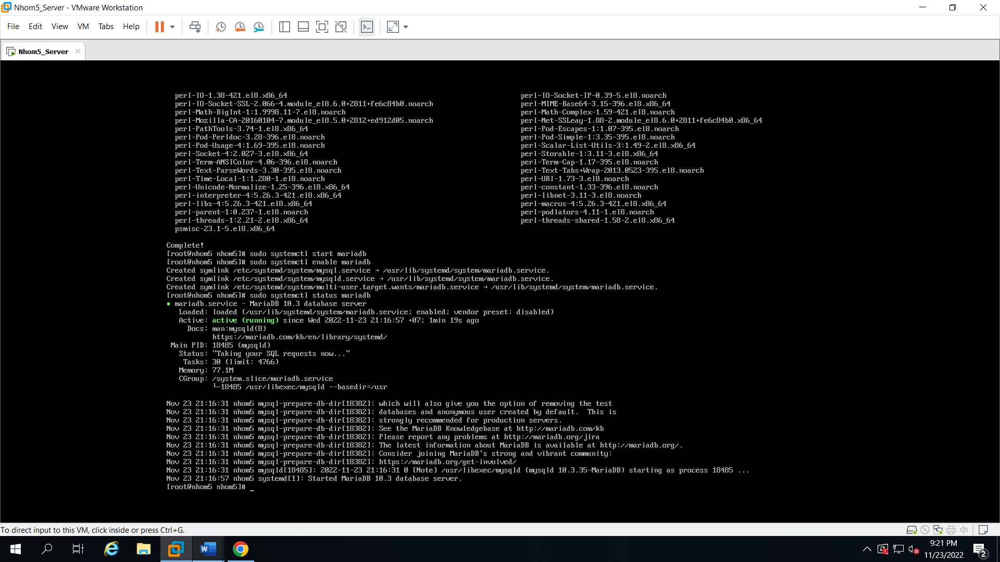 Nhom5_Server - VMware Workstation
File Edit View VM Tabs Help
Nhom5_Server
perl-IO-1.38-421.el8.x86_64 perl-IO-Socket-IP-0.39-5.el8.noarch
perl-IO-Socket-SSL-2.066-4.module_el8.6.0+2811+fe6c84b0.noarch perl-MIME-Base64-3.15-396.el8.x86_64
perl-Math-BigInt-1:1.9998.11-7.el8.noarch perl-Math-Complex-1.59-421.el8.noarch
perl-Mozilla-CA-20160104-7.module_el8.5.0+2812+ed912d05.noarch perl-Net-SSLeay-1.88-2.module_el8.6.0+2811+fe6c84b0.x86_64
perl-PathTools-3.74-1.el8.x86_64 perl-Pod-Escapes-1:1.07-395.el8.noarch
perl-Pod-Perldoc-3.28-396.el8.noarch perl-Pod-Simple-1:3.35-395.el8.noarch
perl-Pod-Usage-4:1.69-395.el8.noarch perl-Scalar-List-Utils-3:1.49-2.el8.x86_64
perl-Socket-4:2.027-3.el8.x86_64 perl-Storable-1:3.11-3.el8.x86_64
perl-Term-ANSIColor-4.06-396.el8.noarch perl-Term-Cap-1.17-395.el8.noarch
perl-Text-ParseWords-3.30-395.el8.noarch perl-Text-Tabs+Wrap-2013.0523-395.el8.noarch
perl-Time-Local-1:1.280-1.el8.noarch perl-URI-1.73-3.el8.noarch
perl-Unicode-Normalize-1.25-396.el8.x86_64 perl-constant-1.33-396.el8.noarch
perl-interpreter-4:5.26.3-421.el8.x86_64 perl-libnet-3.11-3.el8.noarch
perl-libs-4:5.26.3-421.el8.x86_64 perl-macros-4:5.26.3-421.el8.x86_64
perl-parent-1:0.237-1.el8.noarch perl-podlators-4.11-1.el8.noarch
perl-threads-1:2.21-2.el8.x86_64 perl-threads-shared-1.58-2.el8.x86_64
psmisc-23.1-5.el8.x86_64
Complete!
[root@nhom5 nhom5]# sudo systemctl start mariadb
[root@nhom5 nhom5]# sudo systemctl enable mariadb
Created symlink /etc/systemd/system/mysql.service → /usr/lib/systemd/system/mariadb.service.
Created symlink /etc/systemd/system/mysqld.service → /usr/lib/systemd/system/mariadb.service.
Created symlink /etc/systemd/system/multi-user.target.wants/mariadb.service → /usr/lib/systemd/system/mariadb.service.
[root@nhom5 nhom5]# sudo systemctl status mariadb
● mariadb.service - MariaDB 10.3 database server
Loaded: loaded (/usr/lib/systemd/system/mariadb.service; enabled; vendor preset: disabled)
Active: active (running) since Wed 2022-11-23 21:16:57 +07; 1min 19s ago
Docs: man:mysqld(8)
https://mariadb.com/kb/en/library/systemd/
Main PID: 18485 (mysqld)
Status: "Taking your SQL requests now..."
Tasks: 30 (limit: 4766)
Memory: 77.1M
CGroup: /system.slice/mariadb.service
└─18485 /usr/libexec/mysqld --basedir=/usr
Nov 23 21:16:31 nhom5 mysql-prepare-db-dir[18382]: which will also give you the option of removing the test
Nov 23 21:16:31 nhom5 mysql-prepare-db-dir[18382]: databases and anonymous user created by default.  This is
Nov 23 21:16:31 nhom5 mysql-prepare-db-dir[18382]: strongly recommended for production servers.
Nov 23 21:16:31 nhom5 mysql-prepare-db-dir[18382]: See the MariaDB Knowledgebase at http://mariadb.com/kb
Nov 23 21:16:31 nhom5 mysql-prepare-db-dir[18382]: Please report any problems at http://mariadb.org/jira
Nov 23 21:16:31 nhom5 mysql-prepare-db-dir[18382]: The latest information about MariaDB is available at http://mariadb.org/.
Nov 23 21:16:31 nhom5 mysql-prepare-db-dir[18382]: Consider joining MariaDB's strong and vibrant community:
Nov 23 21:16:31 nhom5 mysql-prepare-db-dir[18382]: https://mariadb.org/get-involved/
Nov 23 21:16:31 nhom5 mysqld[18485]: 2022-11-23 21:16:31 0 [Note] /usr/libexec/mysqld (mysqld 10.3.35-MariaDB) starting as process 18485 ...
Nov 23 21:16:57 nhom5 systemd[1]: Started MariaDB 10.3 database server.
[root@nhom5 nhom5]# _
To direct input to this VM, click inside or press Ctrl+G.
9:21 PM
11/23/2022
2